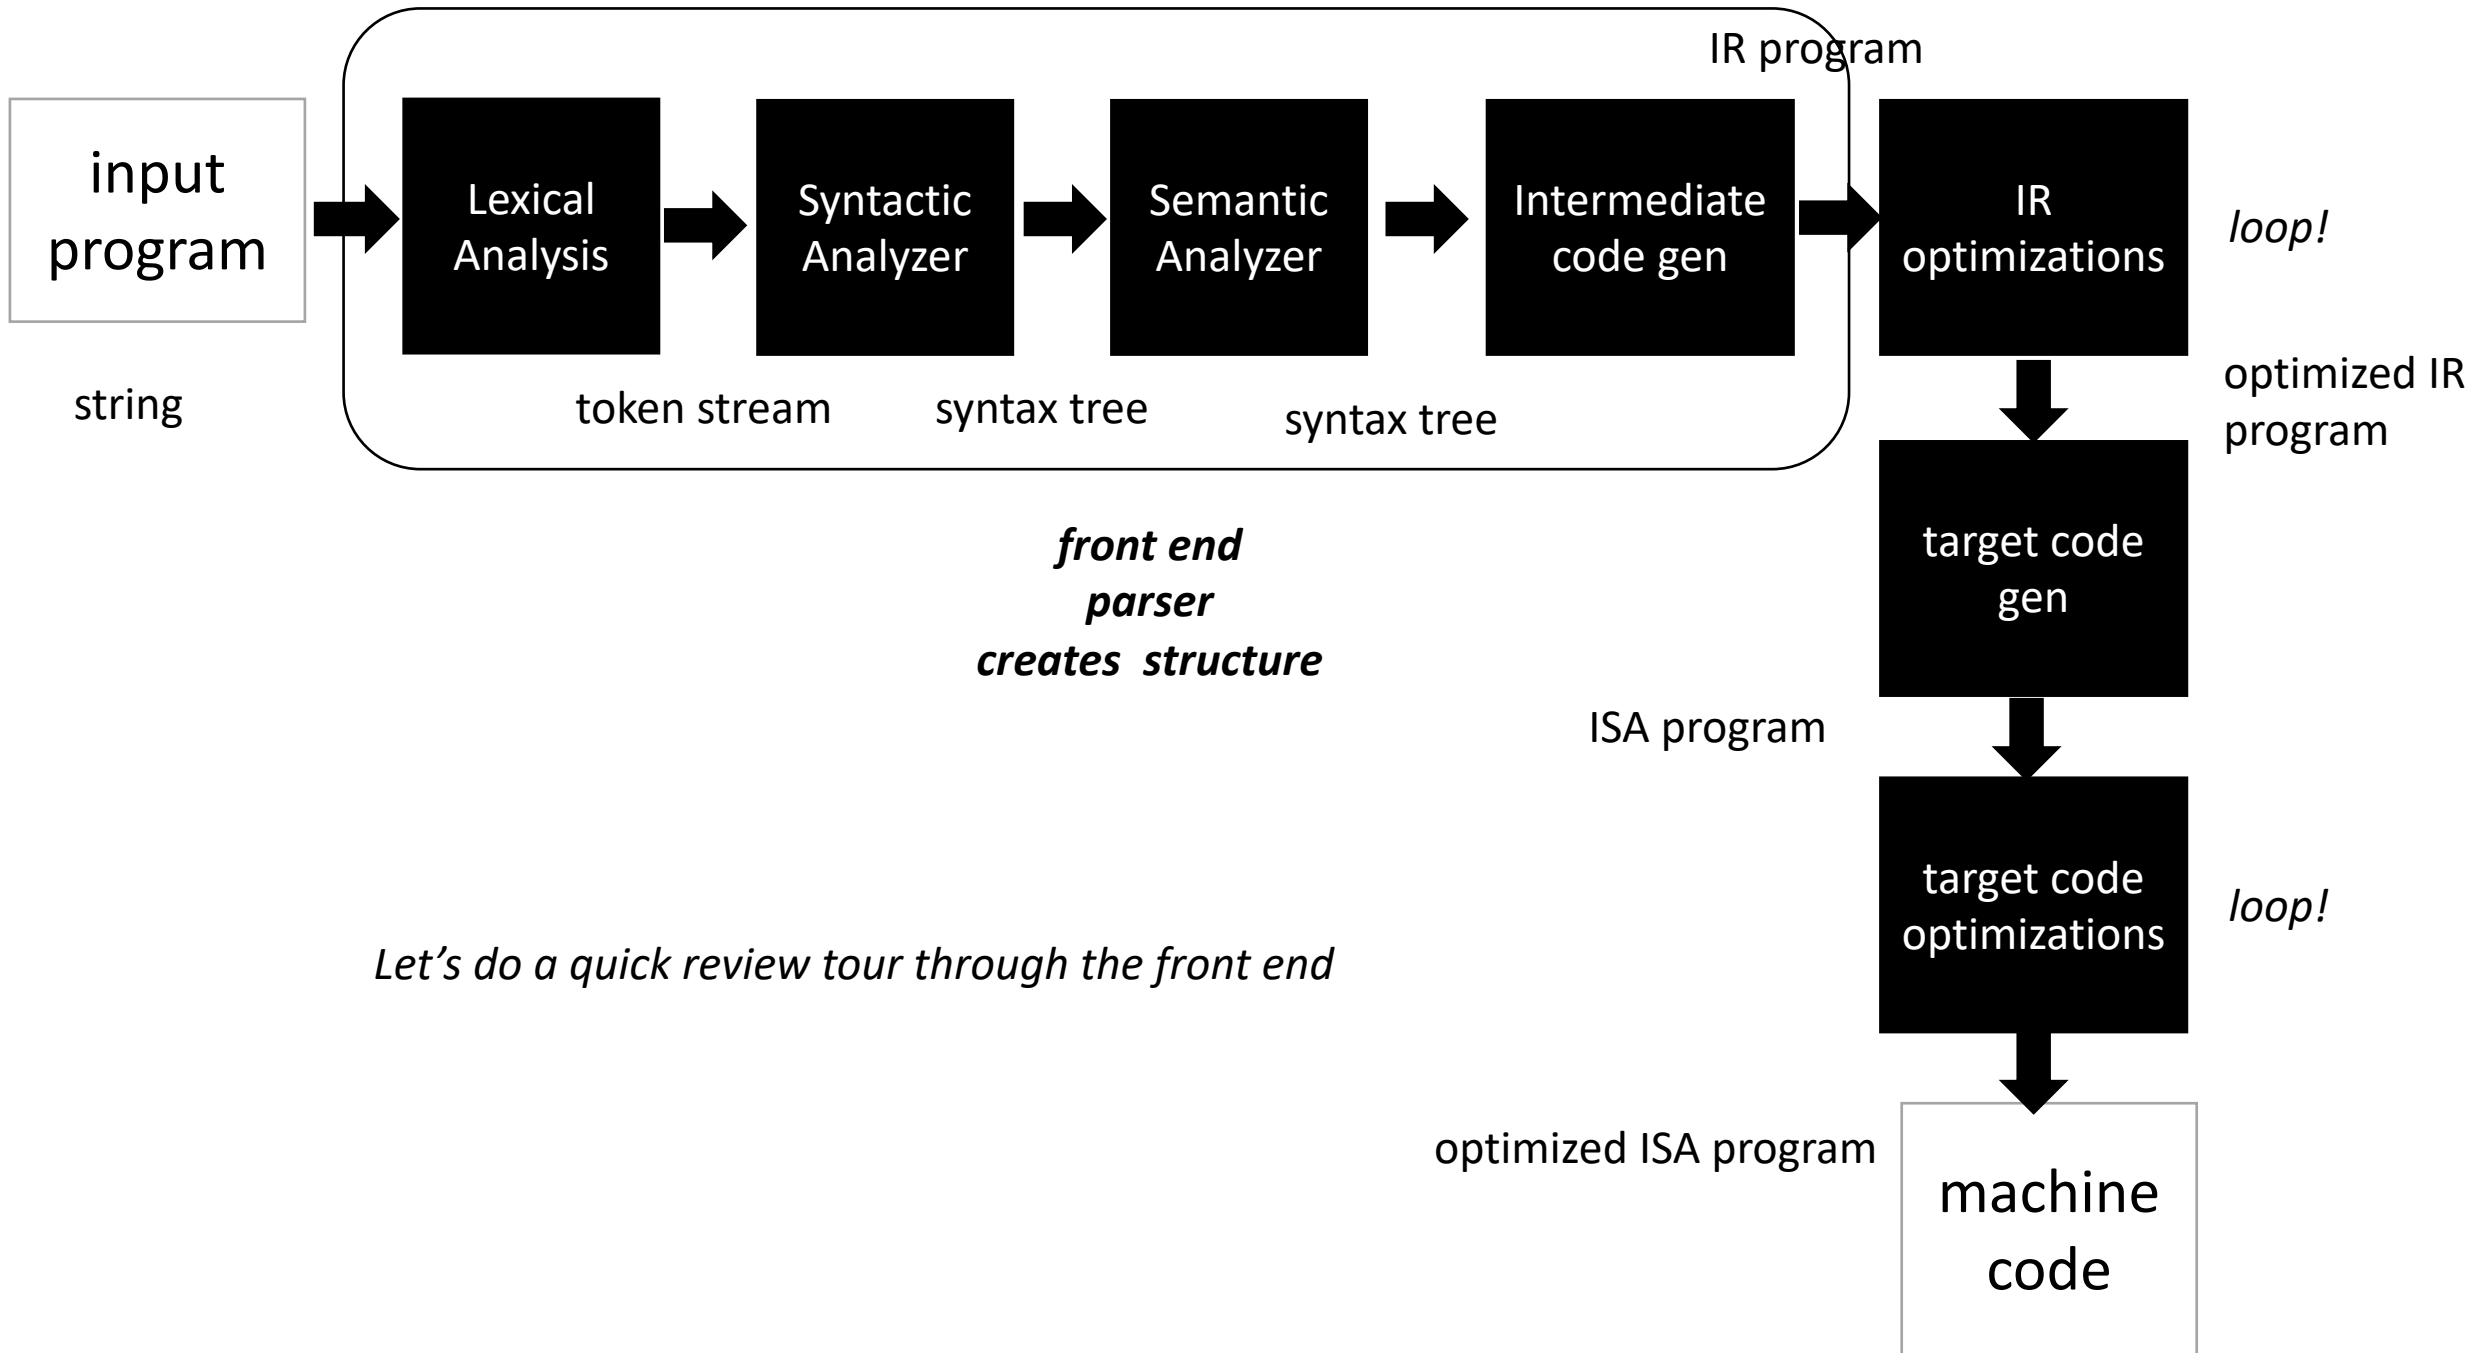 IR program
input
program
Lexical
Analysis
Syntactic
Analyzer
Semantic
Analyzer
Intermediate
code gen
IR
optimizations
loop!
string
token stream
syntax tree
syntax tree
optimized IR
program
front end
parser
creates structure
target code
gen
ISA program
target code
optimizations
loop!
Let’s do a quick review tour through the front end
optimized ISA program
machine
code